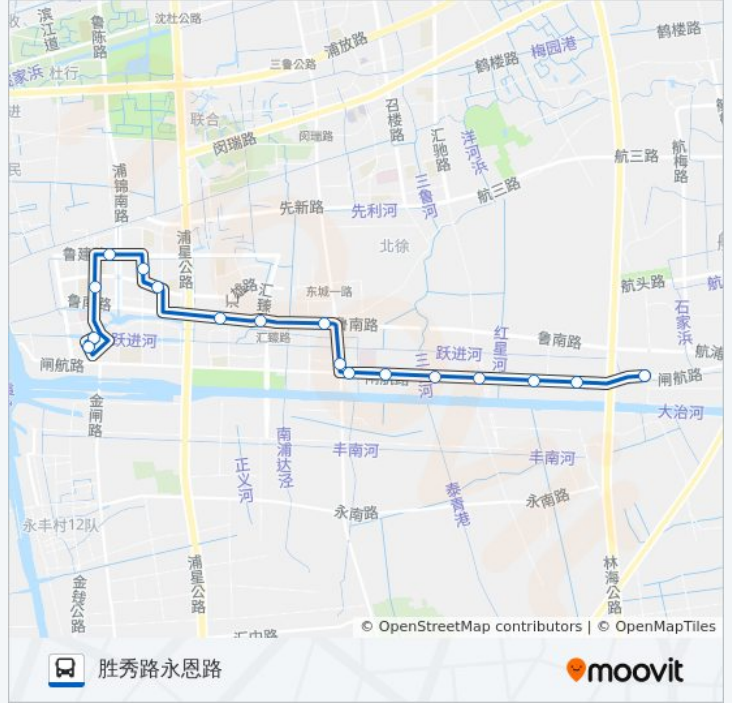 滨江道
鲁陈路
沈杜公路
浦放路
鹤楼路
梅园港
鹤楼路
三鲁公路
杜行
联合
闵瑞路
闵瑞路
召楼路
汇驰路
洋河浜
航三路
航梅路
浦锦南路
三鲁河
航三路
先新路
先利河
北徐
浦星公路
鲁建路
汇臻路
东城一路
航头路
石家浜
鲁南路
鲁南路
红星河
鲁南路
跃进河
汇臻路
跃进河
闸航路
闸航路
大治河
金闸路
南浦达泾
丰南河
丰南河
正义河
泰青港
永南路
永南路
永丰村12队
浦星公路
林海公路
© OpenStreetMap contributors | © OpenMapTiles
胜秀路永恩路
moovit